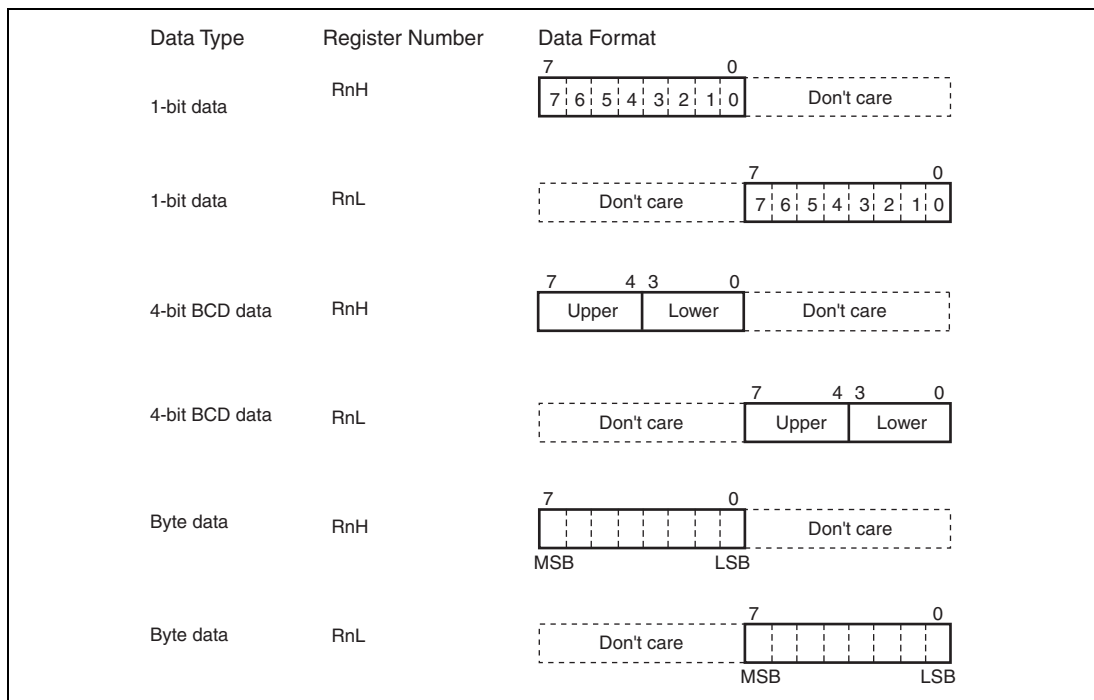 Data Type Register Number Data Format
7 0
1-bit data RnH 7 6 5 4 3 2 1 0 Don't care
7 0
1-bit data RnL Don't care 7 6 5 4 3 2 1 0
7 4 3 0
4-bit BCD data RnH Upper Lower Don't care
7 4 3 0
4-bit BCD data RnL Don't care Upper Lower
7 0
Byte data RnH Don't care
MSB LSB
7 0
Byte data RnL Don't care
MSB LSB